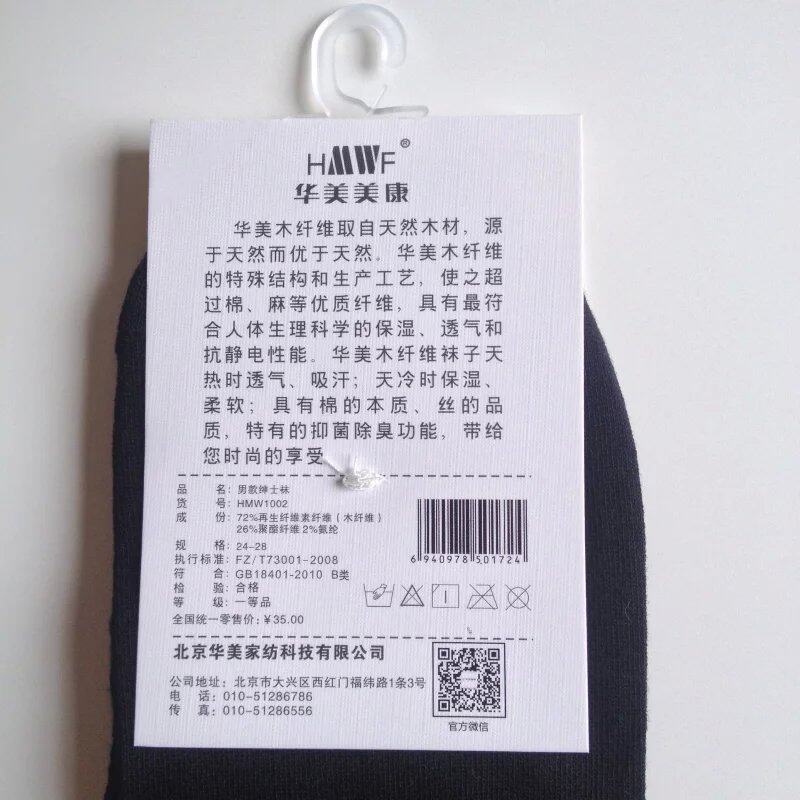 HMWF®
华美美康
华美木纤维取自天然木材，源
于天然而优于天然。华美木纤维
的特殊结构和生产工艺，使之超
过棉、麻等优质纤维，具有最符
合人体生理科学的保湿、透气和
抗静电性能。华美木纤维袜子天
热时透气、吸汗；天冷时保湿、
柔软；具有棉的本质、丝的品
质，特有的抑菌除臭功能，带给
您时尚的享受
品 名：男款绅士袜
货 号：HMW1002
成 份：72%再生纤维素纤维（木纤维）
26%聚酯纤维 2%氨纶
规 格：24-28
执行标准：FZ/T73001-2008
符 合：GB18401-2010 B类
检 验：合格
等 级：一等品
全国统一零售价：￥35.00
6 940978 501724
北京华美家纺科技有限公司
公司地址：北京市大兴区西红门福纬路1条3号
电 话：010-51286786
传 真：010-51286556
官方微信